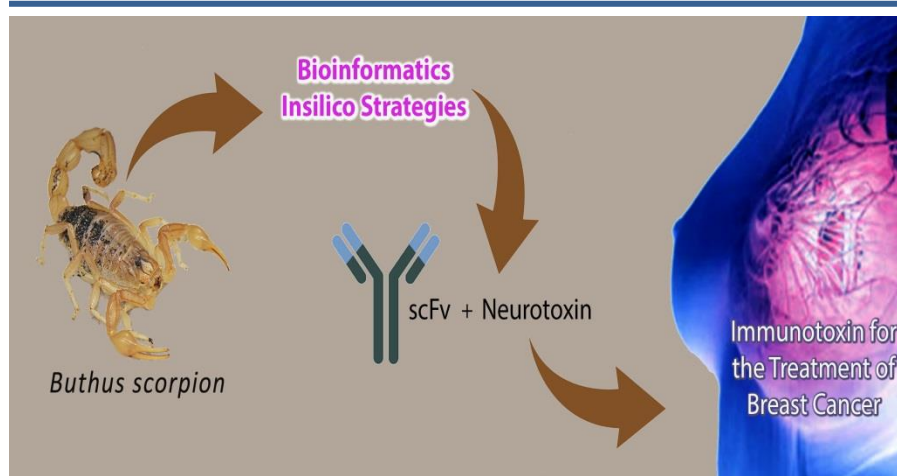 Bioinformatics
Insilico Strategies
scFv + Neurotoxin
Buthus scorpion
Immunotoxin for
the Treatment of
Breast Cancer